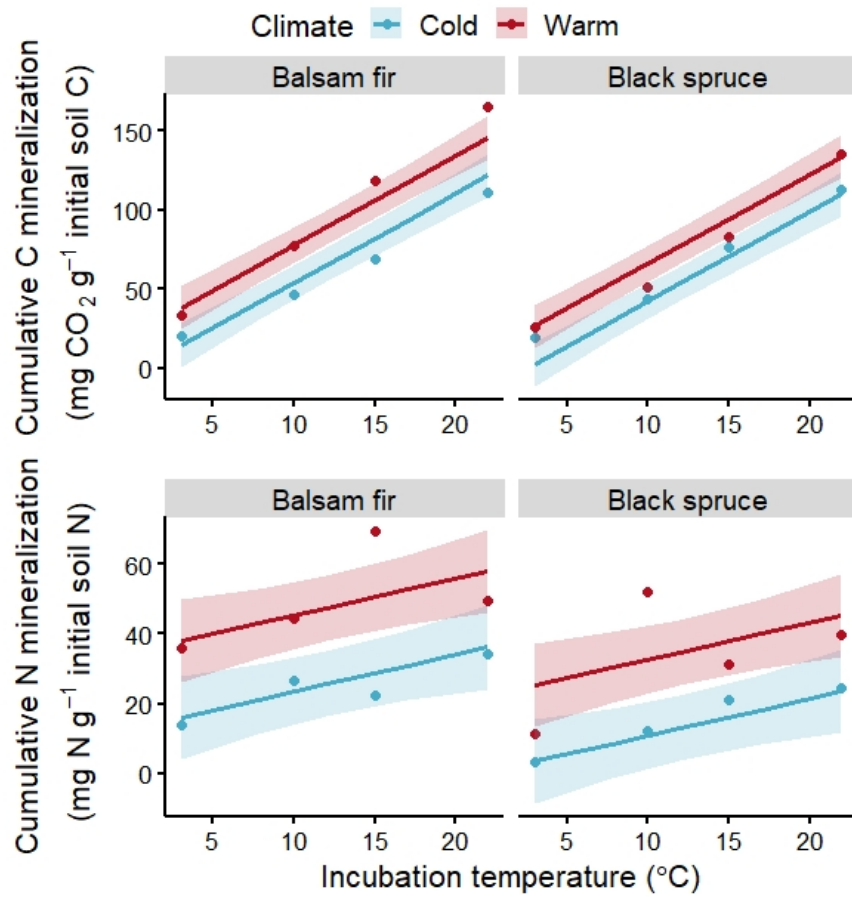 Climate Cold Warm
Cumulative C mineralization
(mg CO₂ g⁻¹ initial soil C)
Balsam fir Black spruce
150
100
50
0
5 10 15 20 5 10 15 20
Cumulative N mineralization
(mg N g⁻¹ initial soil N)
Balsam fir Black spruce
60
40
20
0
5 10 15 20 5 10 15 20
Incubation temperature (°C)